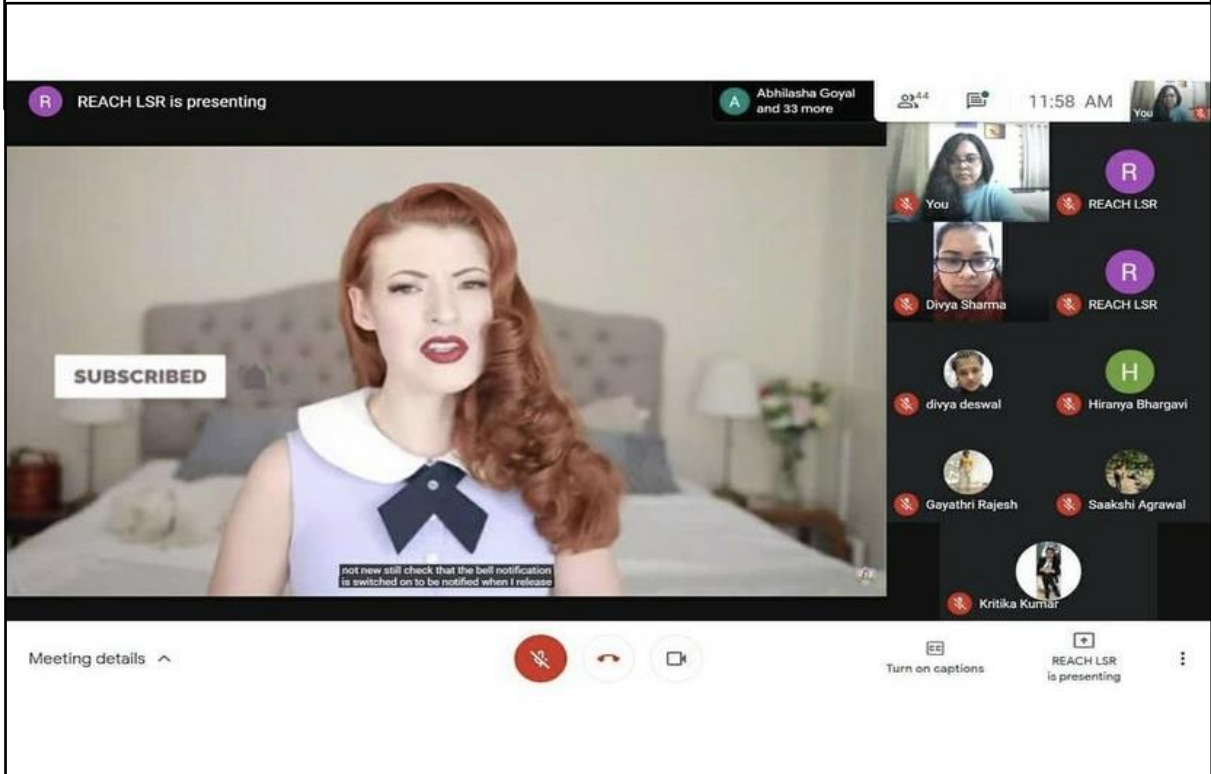 R
REACH LSR is presenting
A
Abhilasha Goyal
and 33 more
44
11:58 AM
You
You
R
REACH LSR
Divya Sharma
R
REACH LSR
divya deswal
H
Hiranya Bhargavi
Gayathri Rajesh
Saakshi Agrawal
Kritika Kumar
SUBSCRIBED
not new still check that the bell notification
is switched on to be notified when I release
Meeting details
CC
Turn on captions
REACH LSR
is presenting